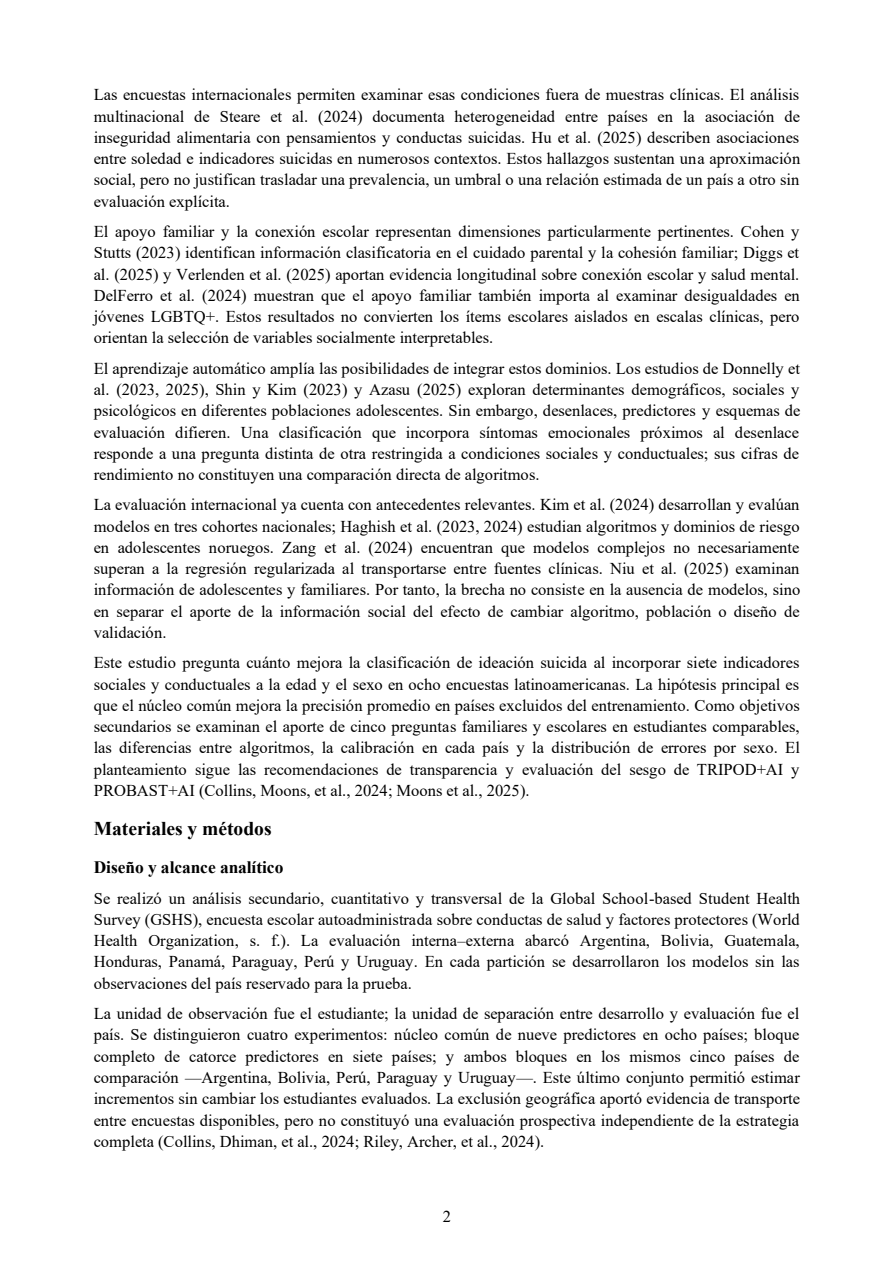 Las encuestas internacionales permiten examinar esas condiciones fuera de muestras clínicas. El análisis
multinacional de Steare et al. (2024) documenta heterogeneidad entre países en la asociación de
inseguridad alimentaria con pensamientos y conductas suicidas. Hu et al. (2025) describen asociaciones
entre soledad e indicadores suicidas en numerosos contextos. Estos hallazgos sustentan una aproximación
social, pero no justifican trasladar una prevalencia, un umbral o una relación estimada de un país a otro sin
evaluación explícita.
El apoyo familiar y la conexión escolar representan dimensiones particularmente pertinentes. Cohen y
Stutts (2023) identifican información clasificatoria en el cuidado parental y la cohesión familiar; Diggs et
al. (2025) y Verlenden et al. (2025) aportan evidencia longitudinal sobre conexión escolar y salud mental.
DelFerro et al. (2024) muestran que el apoyo familiar también importa al examinar desigualdades en
jóvenes LGBTQ+. Estos resultados no convierten los ítems escolares aislados en escalas clínicas, pero
orientan la selección de variables socialmente interpretables.
El aprendizaje automático amplía las posibilidades de integrar estos dominios. Los estudios de Donnelly et
al. (2023, 2025), Shin y Kim (2023) y Azasu (2025) exploran determinantes demográficos, sociales y
psicológicos en diferentes poblaciones adolescentes. Sin embargo, desenlaces, predictores y esquemas de
evaluación difieren. Una clasificación que incorpora síntomas emocionales próximos al desenlace
responde a una pregunta distinta de otra restringida a condiciones sociales y conductuales; sus cifras de
rendimiento no constituyen una comparación directa de algoritmos.
La evaluación internacional ya cuenta con antecedentes relevantes. Kim et al. (2024) desarrollan y evalúan
modelos en tres cohortes nacionales; Haghish et al. (2023, 2024) estudian algoritmos y dominios de riesgo
en adolescentes noruegos. Zang et al. (2024) encuentran que modelos complejos no necesariamente
superan a la regresión regularizada al transportarse entre fuentes clínicas. Niu et al. (2025) examinan
información de adolescentes y familiares. Por tanto, la brecha no consiste en la ausencia de modelos, sino
en separar el aporte de la información social del efecto de cambiar algoritmo, población o diseño de
validación.
Este estudio pregunta cuánto mejora la clasificación de ideación suicida al incorporar siete indicadores
sociales y conductuales a la edad y el sexo en ocho encuestas latinoamericanas. La hipótesis principal es
que el núcleo común mejora la precisión promedio en países excluidos del entrenamiento. Como objetivos
secundarios se examinan el aporte de cinco preguntas familiares y escolares en estudiantes comparables,
las diferencias entre algoritmos, la calibración en cada país y la distribución de errores por sexo. El
planteamiento sigue las recomendaciones de transparencia y evaluación del sesgo de TRIPOD+AI y
PROBAST+AI (Collins, Moons, et al., 2024; Moons et al., 2025).
Materiales y métodos
Diseño y alcance analítico
Se realizó un análisis secundario, cuantitativo y transversal de la Global School-based Student Health
Survey (GSHS), encuesta escolar autoadministrada sobre conductas de salud y factores protectores (World
Health Organization, s. f.). La evaluación interna–externa abarcó Argentina, Bolivia, Guatemala,
Honduras, Panamá, Paraguay, Perú y Uruguay. En cada partición se desarrollaron los modelos sin las
observaciones del país reservado para la prueba.
La unidad de observación fue el estudiante; la unidad de separación entre desarrollo y evaluación fue el
país. Se distinguieron cuatro experimentos: núcleo común de nueve predictores en ocho países; bloque
completo de catorce predictores en siete países; y ambos bloques en los mismos cinco países de
comparación —Argentina, Bolivia, Perú, Paraguay y Uruguay—. Este último conjunto permitió estimar
incrementos sin cambiar los estudiantes evaluados. La exclusión geográfica aportó evidencia de transporte
entre encuestas disponibles, pero no constituyó una evaluación prospectiva independiente de la estrategia
completa (Collins, Dhiman, et al., 2024; Riley, Archer, et al., 2024).
2